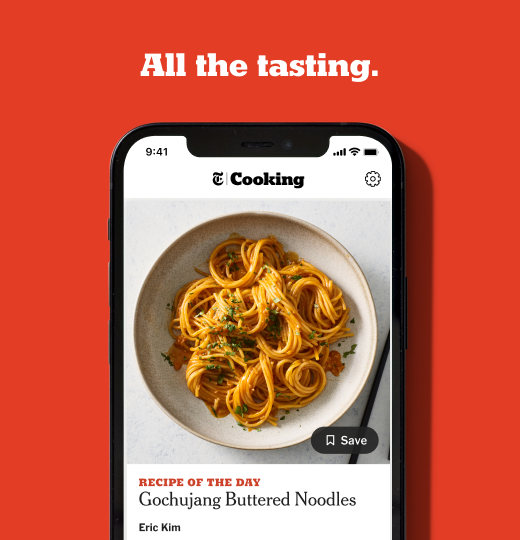 All the tasting.
9:41
T Cooking
Save
RECIPE OF THE DAY
Gochujang Buttered Noodles
Eric Kim